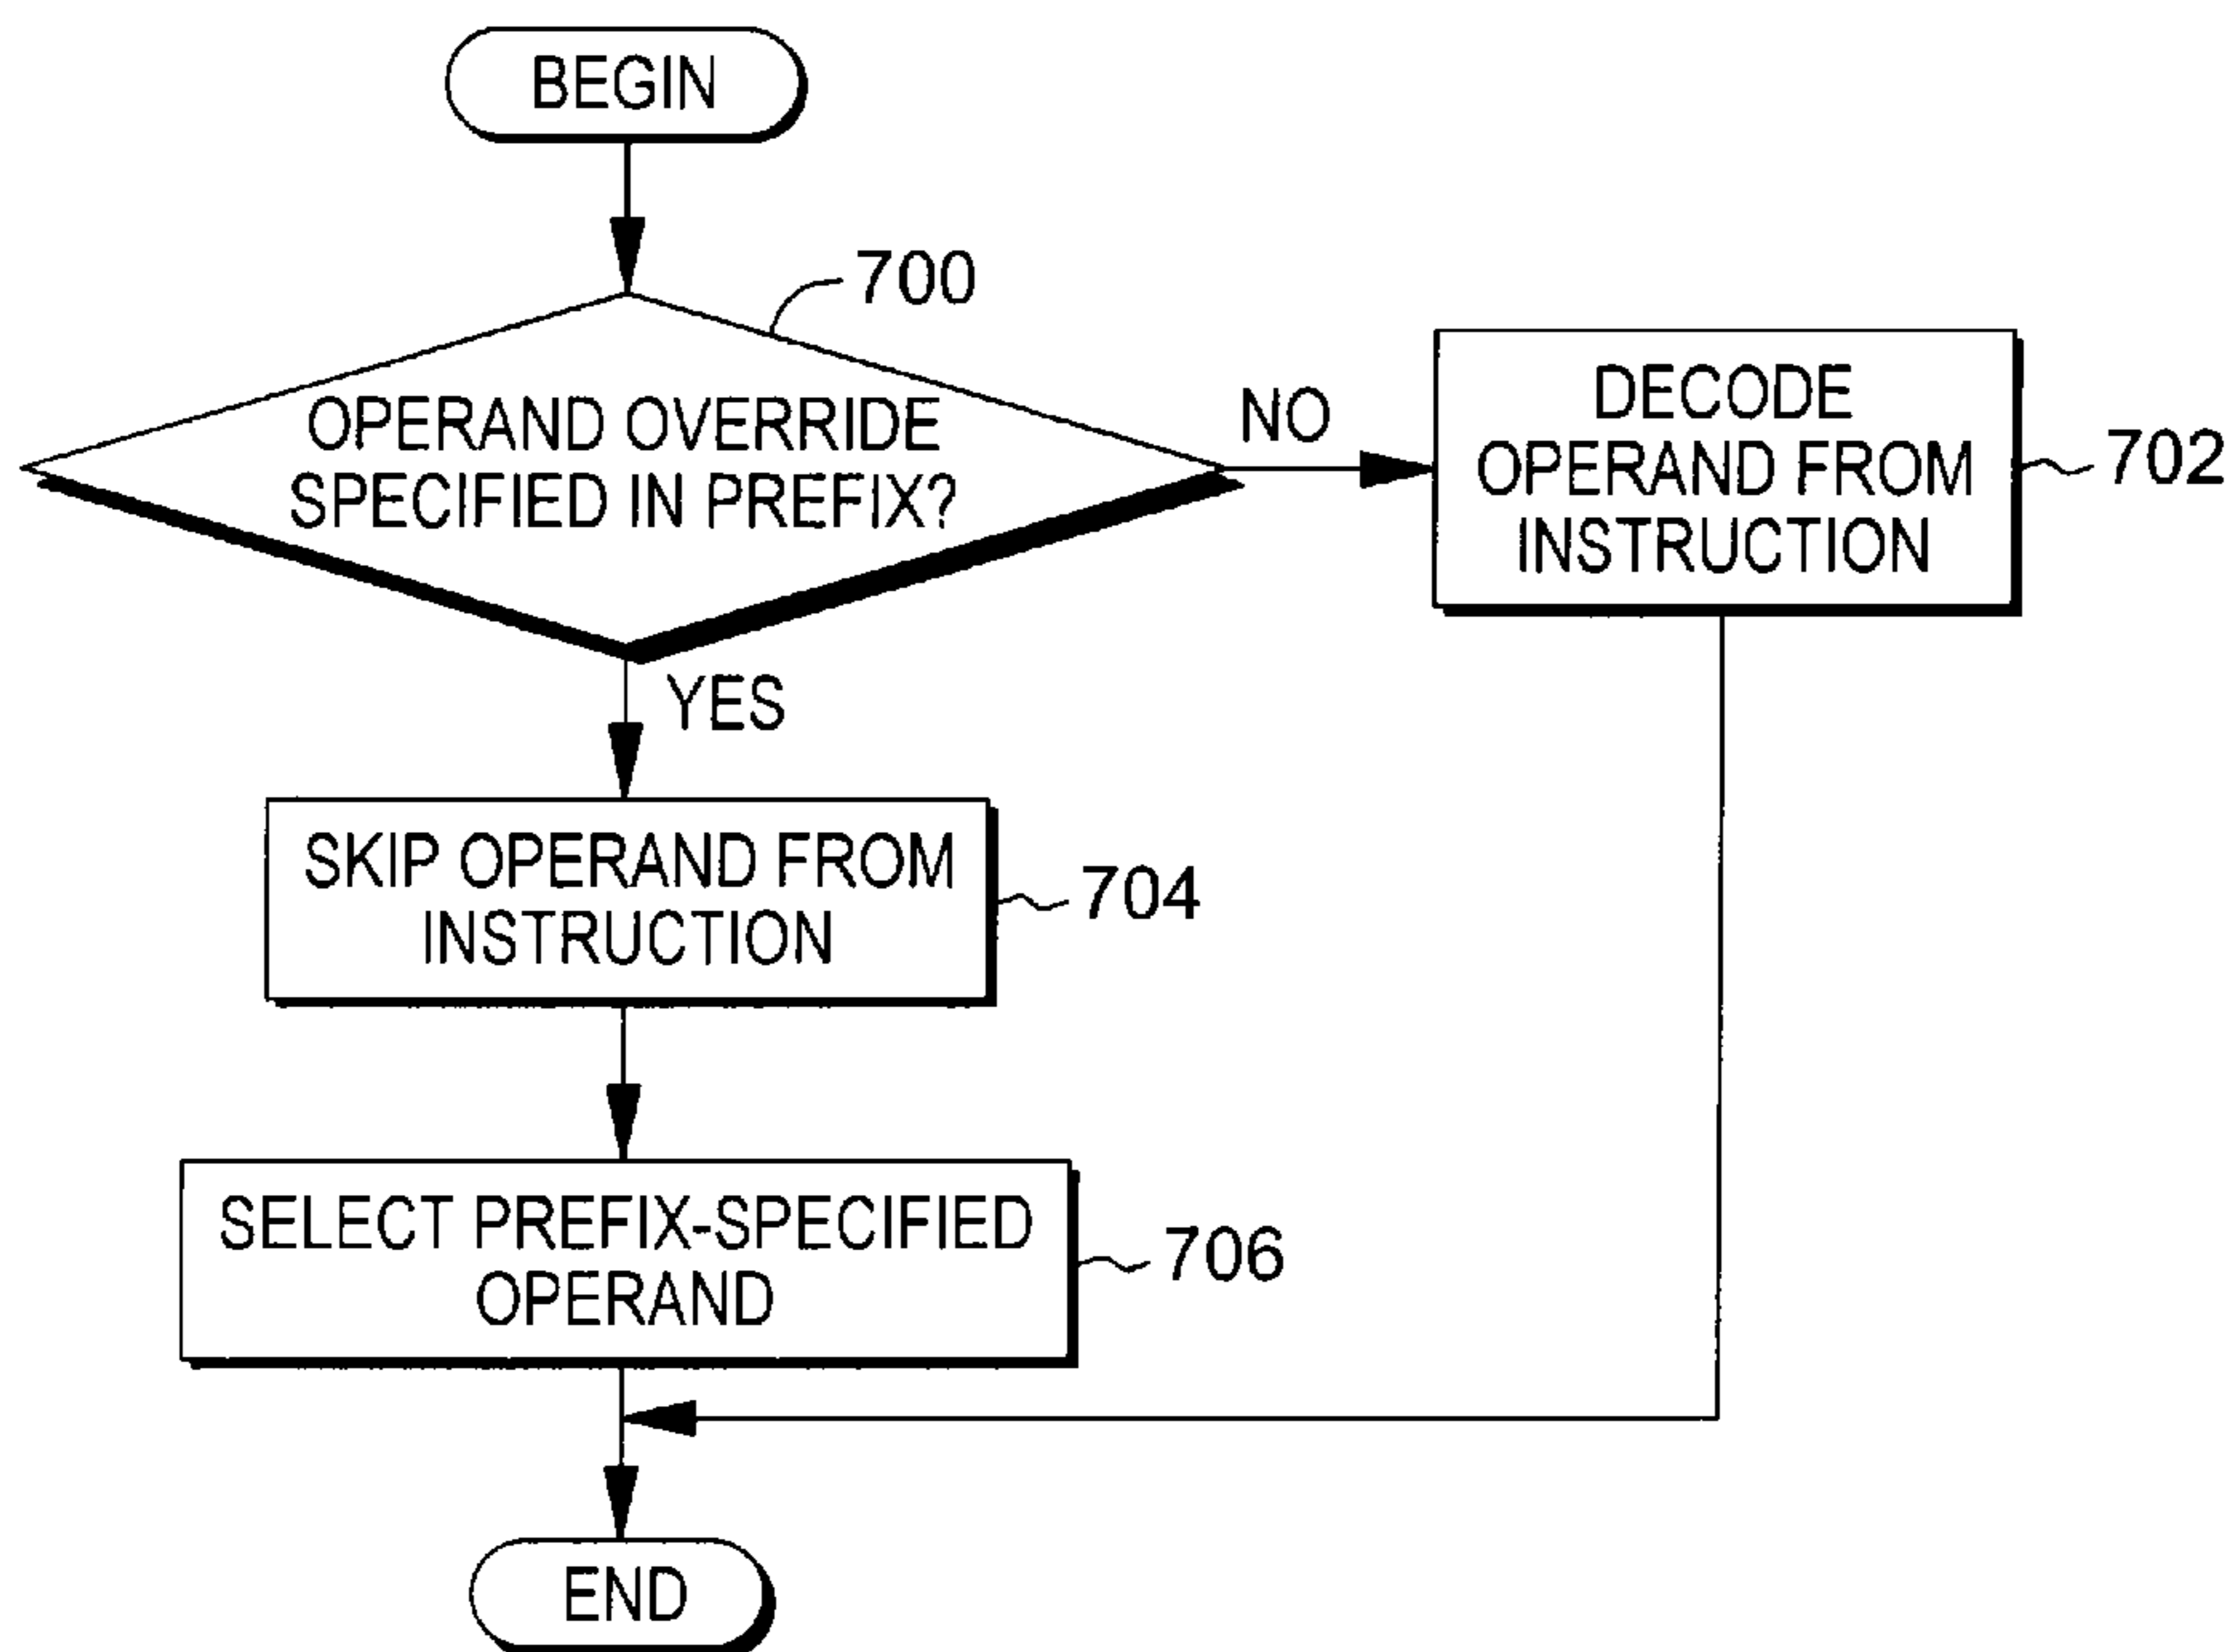 BEGIN
700
OPERAND OVERRIDE
SPECIFIED IN PREFIX?
NO
DECODE
OPERAND FROM
INSTRUCTION
702
YES
SKIP OPERAND FROM
INSTRUCTION
704
SELECT PREFIX-SPECIFIED
OPERAND
706
END